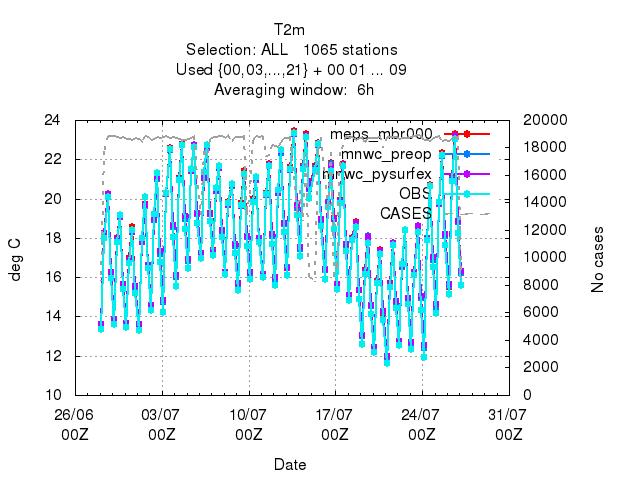 T2m
Selection: ALL 1065 stations
Used {00,03,...,21} + 00 01 ... 09
Averaging window: 6h
24
22
20
18
16
14
12
10
deg C
20000
18000
16000
14000
12000
10000
8000
6000
4000
2000
0
No cases
meps_mbr000
mnwc_preop
mnwc_pysurfex
OBS
CASES
26/06 03/07 10/07 17/07 24/07 31/07
00Z 00Z 00Z 00Z 00Z 00Z
Date